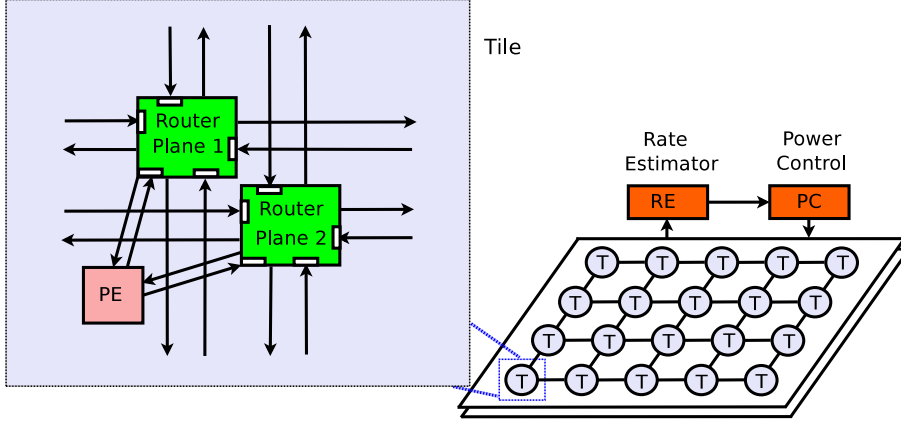 Tile
Router
Plane 1
Router
Plane 2
PE
Rate
Estimator
Power
Control
RE
PC
T T T T T
T T T T T
T T T T T
T T T T T